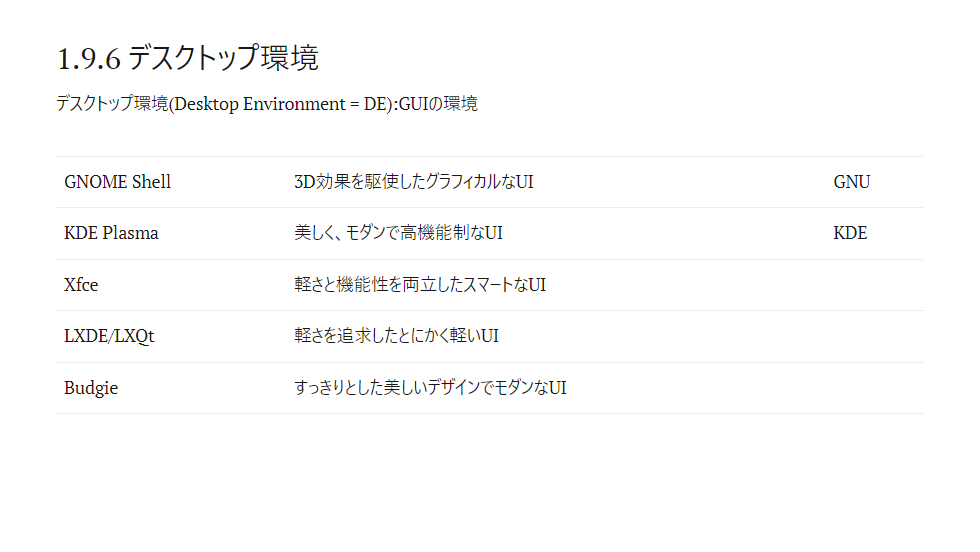 1.9.6 デスクトップ環境
デスクトップ環境(Desktop Environment = DE):GUIの環境
GNOME Shell 3D効果を駆使したグラフィカルなUI GNU
KDE Plasma 美しく、モダンで高機能制なUI KDE
Xfce 軽さと機能性を両立したスマートなUI
LXDE/LXQt 軽さを追求したとにかく軽いUI
Budgie すっきりとした美しいデザインでモダンなUI